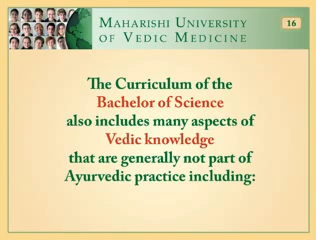 MAHARISHI UNIVERSITY
OF VEDIC MEDICINE
16
The Curriculum of the
Bachelor of Science
also includes many aspects of
Vedic knowledge
that are generally not part of
Ayurvedic practice including: